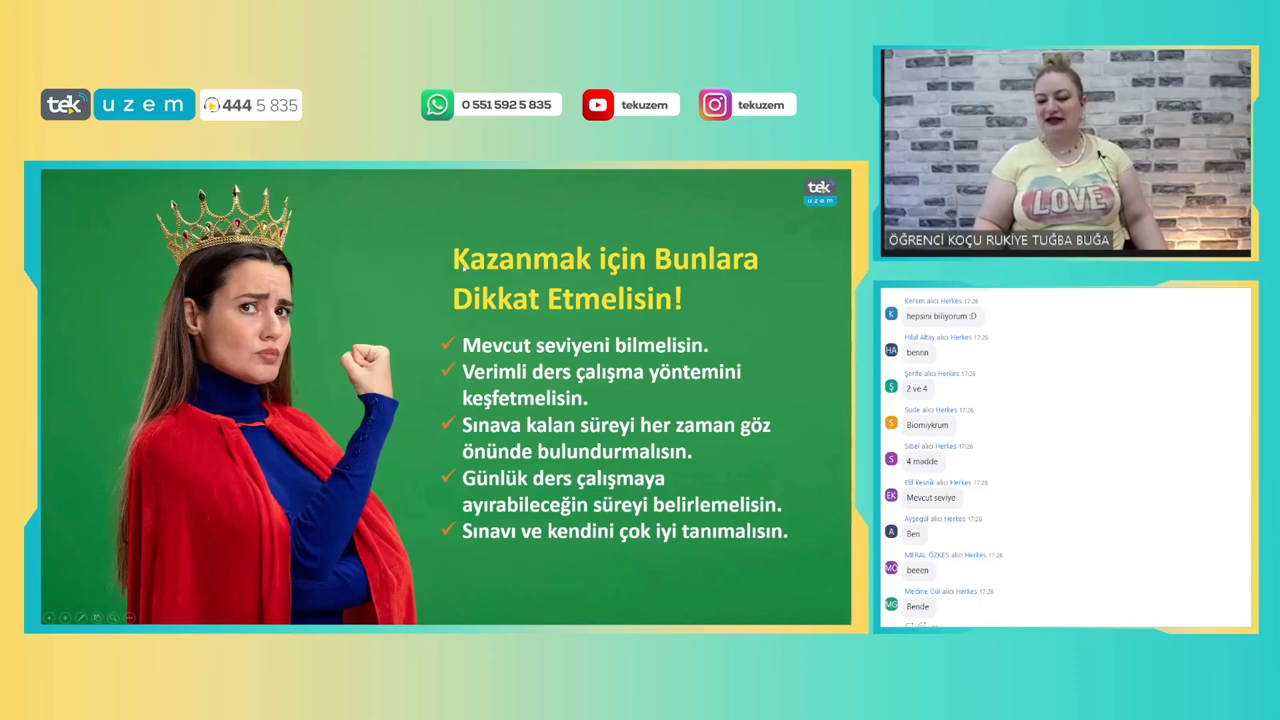 tek uzem 444 5 835
0 551 592 5 835
tekuzem
tekuzem
tek
uzem
Kazanmak için Bunlara
Dikkat Etmelisin!
Mevcut seviyeni bilmelisin.
Verimli ders çalışma yöntemini
keşfetmelisin.
Sınava kalan süreyi her zaman göz
önünde bulundurmalısın.
Günlük ders çalışmaya
ayırabileceğin süreyi belirlemelisin.
Sınavı ve kendini çok iyi tanımalısın.
LOVE
ÖĞRENCİ KOÇU RUKİYE TUĞBA BUĞA
Kerem alıcı Herkes 17:26
K hepsini biliyorum :D
Hilal Altay alıcı Herkes 17:26
HA bennn
Şerife alıcı Herkes 17:26
Ş 2 ve 4
Sude alıcı Herkes 17:26
S Biomiykrum
Sibel alıcı Herkes 17:26
S 4 madde
Elif kesnik alıcı Herkes 17:26
EK Mevcut seviye
Ayşegül alıcı Herkes 17:26
A Ben
MERAL ÖZKES alıcı Herkes 17:26
MÖ beeen
Medine Gül alıcı Herkes 17:26
MG Bende